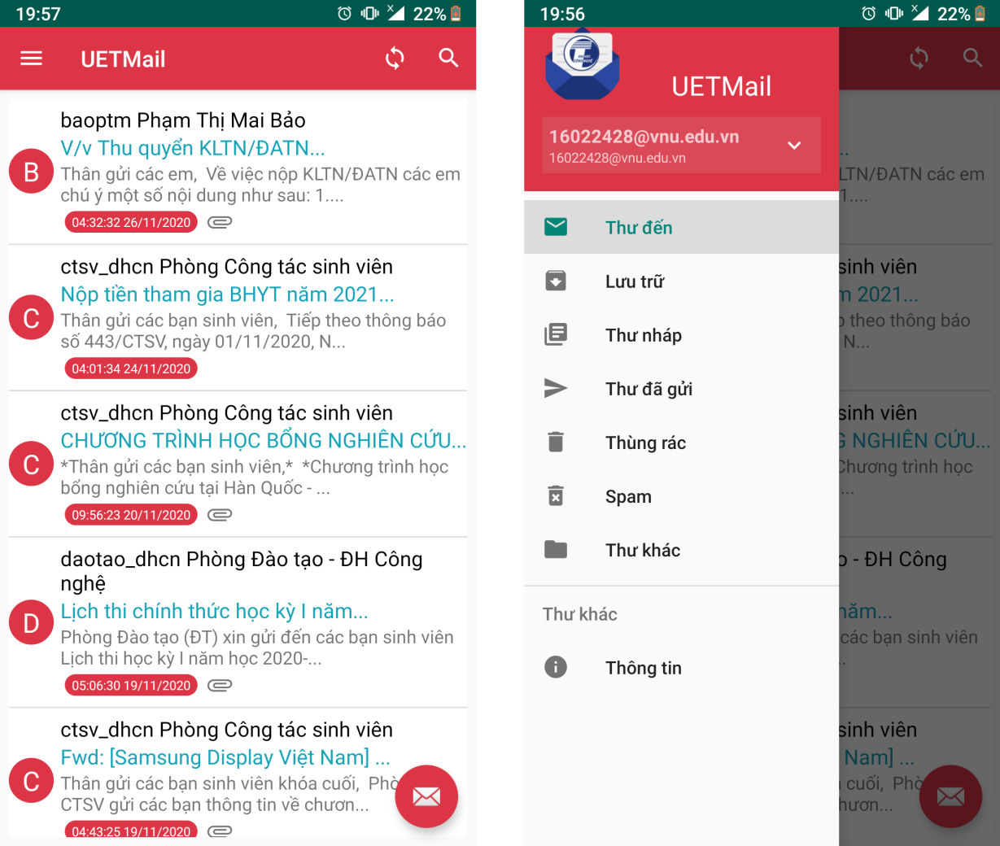 19:57
22%
UETMail
B
baoptm Phạm Thị Mai Bảo
V/v Thu quyển KLTN/ĐATN...
Thân gửi các em, Về việc nộp KLTN/ĐATN các em
chú ý một số nội dung như sau: 1....
04:32:32 26/11/2020
C
ctsv_dhcn Phòng Công tác sinh viên
Nộp tiền tham gia BHYT năm 2021...
Thân gửi các bạn sinh viên, Tiếp theo thông báo
số 443/CTSV, ngày 01/11/2020, N...
04:01:34 24/11/2020
C
ctsv_dhcn Phòng Công tác sinh viên
CHƯƠNG TRÌNH HỌC BỔNG NGHIÊN CỨU...
*Thân gửi các bạn sinh viên,* *Chương trình học
bổng nghiên cứu tại Hàn Quốc - ...
09:56:23 20/11/2020
D
daotao_dhcn Phòng Đào tạo - ĐH Công
nghệ
Lịch thi chính thức học kỳ I năm...
Phòng Đào tạo (ĐT) xin gửi đến các bạn sinh viên
Lịch thi học kỳ I năm học 2020-...
05:06:30 19/11/2020
C
ctsv_dhcn Phòng Công tác sinh viên
Fwd: [Samsung Display Việt Nam] ...
Thân gửi các bạn sinh viên khóa cuối, Phò
CTSV gửi các bạn thông tin về chươn...
04:43:25 19/11/2020
19:56
22%
ĐẠI HỌC
CÔNG NGHỆ
UETMail
16022428@vnu.edu.vn
16022428@vnu.edu.vn
Thư đến
Lưu trữ
Thư nháp
Thư đã gửi
Thùng rác
Spam
Thư khác
Thư khác
Thông tin
..
LTN/ĐATN các em
1....
sinh viên
m 2021...
theo thông báo
N...
sinh viên
NGHIÊN CỨU...
Chương trình học
...
- ĐH Công
năm...
các bạn sinh viên
..
sinh viên
Nam] ...
cuối, Phò
hươn...